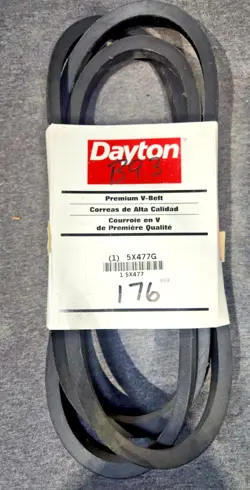 Dayton
Premium V-Belt
Correas de Alta Calidad
Courroie en V
de Première Qualité
(1) 5X477G
1 5X477
176